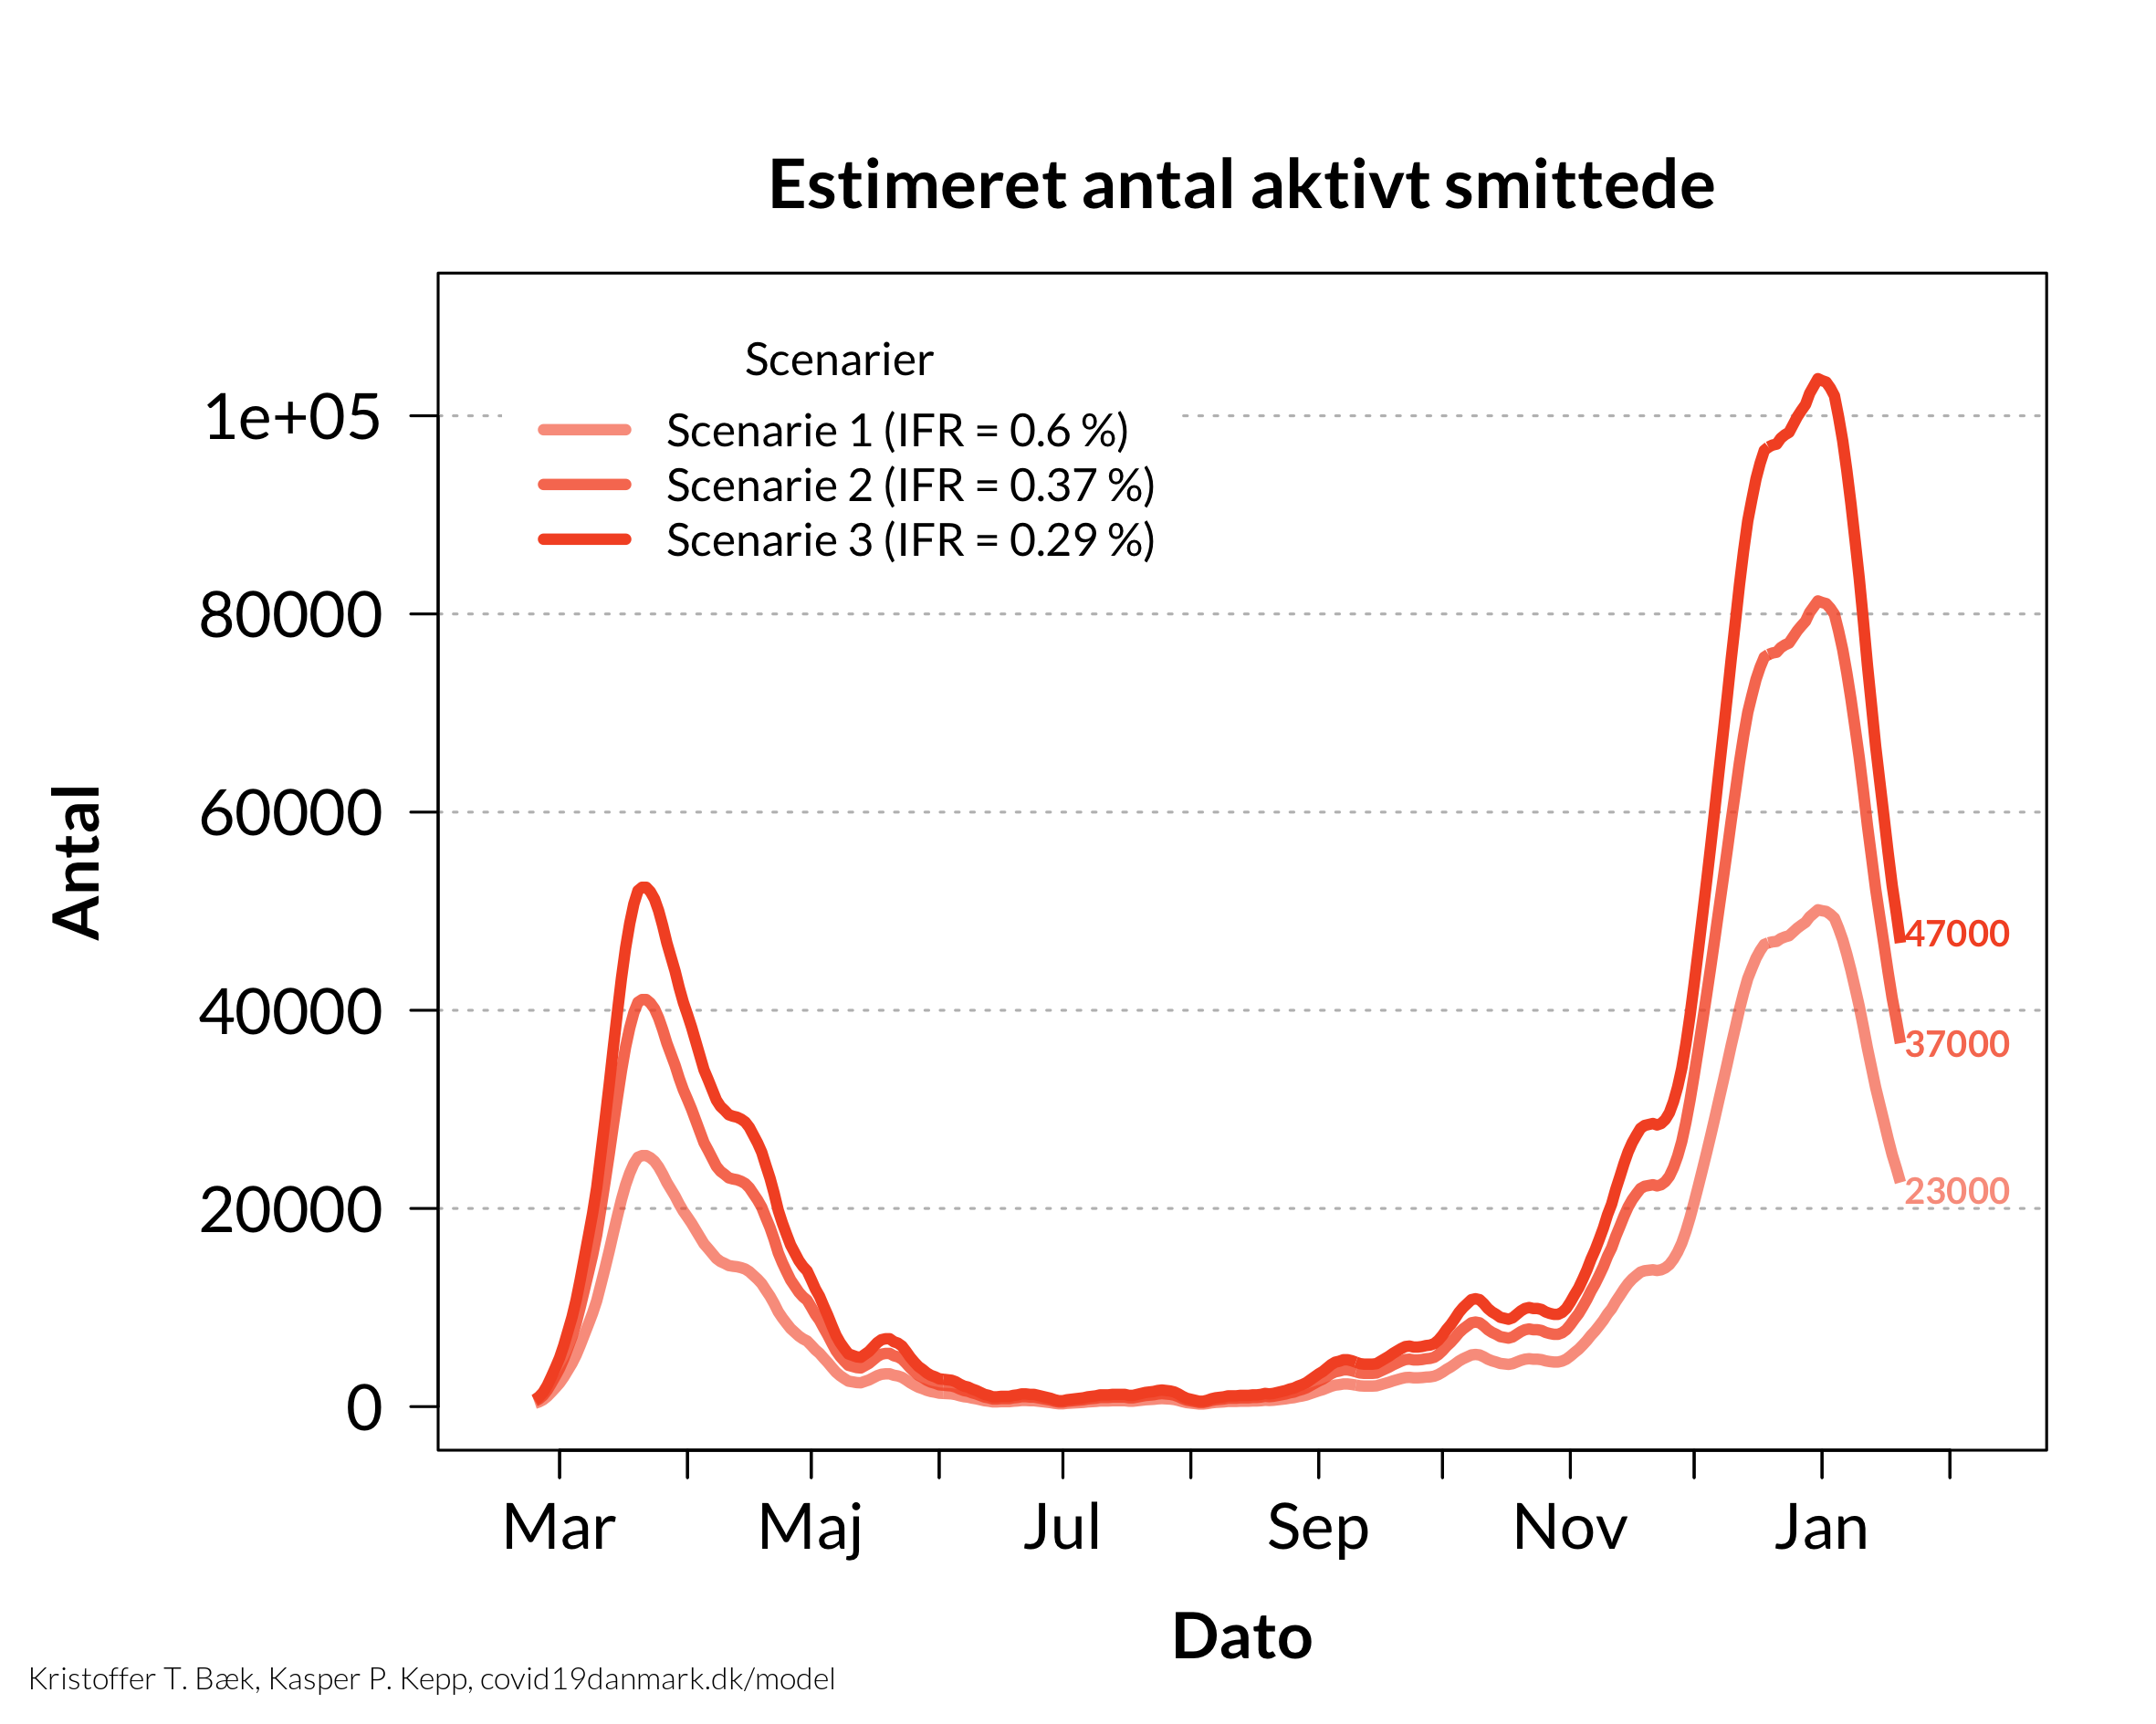 Estimeret antal aktivt smittede
Scenarier
Scenarie 1 (IFR = 0.6 %)
Scenarie 2 (IFR = 0.37 %)
Scenarie 3 (IFR = 0.29 %)
Antal
1e+05
80000
60000
40000
20000
0
47000
37000
23000
Mar Maj Jul Sep Nov Jan
Dato
Kristoffer T. Bæk, Kasper P. Kepp, covid19danmark.dk/model